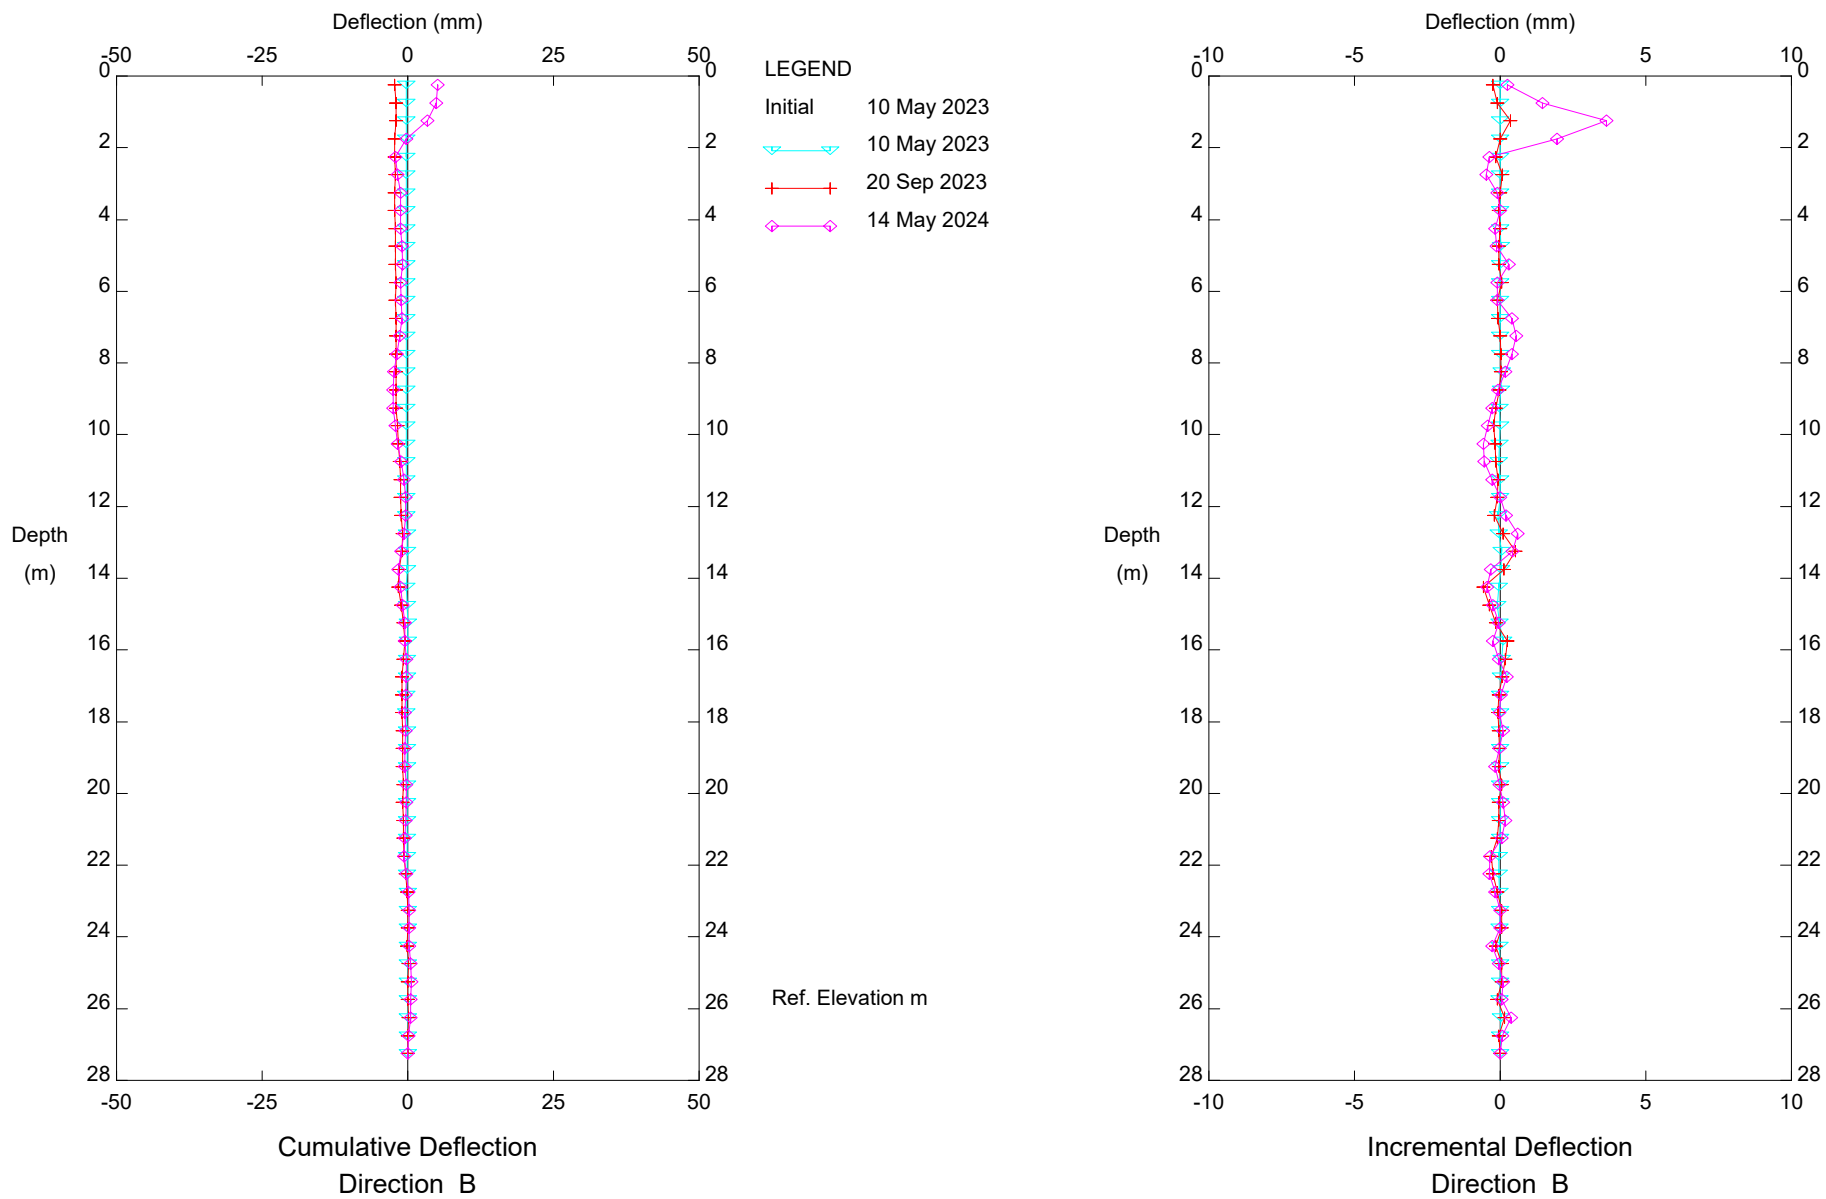 Deflection (mm)
-50 -25 0 25 50
0 0
2 2
4 4
6 6
8 8
10 10
12 12
14 14
16 16
18 18
20 20
22 22
24 24
26 26
28 28
Depth
(m)
-50 -25 0 25 50
Cumulative Deflection
Direction B
LEGEND
Initial 10 May 2023
10 May 2023
20 Sep 2023
14 May 2024
Ref. Elevation m
Deflection (mm)
-10 -5 0 5 10
0 0
2 2
4 4
6 6
8 8
10 10
12 12
14 14
16 16
18 18
20 20
22 22
24 24
26 26
28 28
Depth
(m)
-10 -5 0 5 10
Incremental Deflection
Direction B